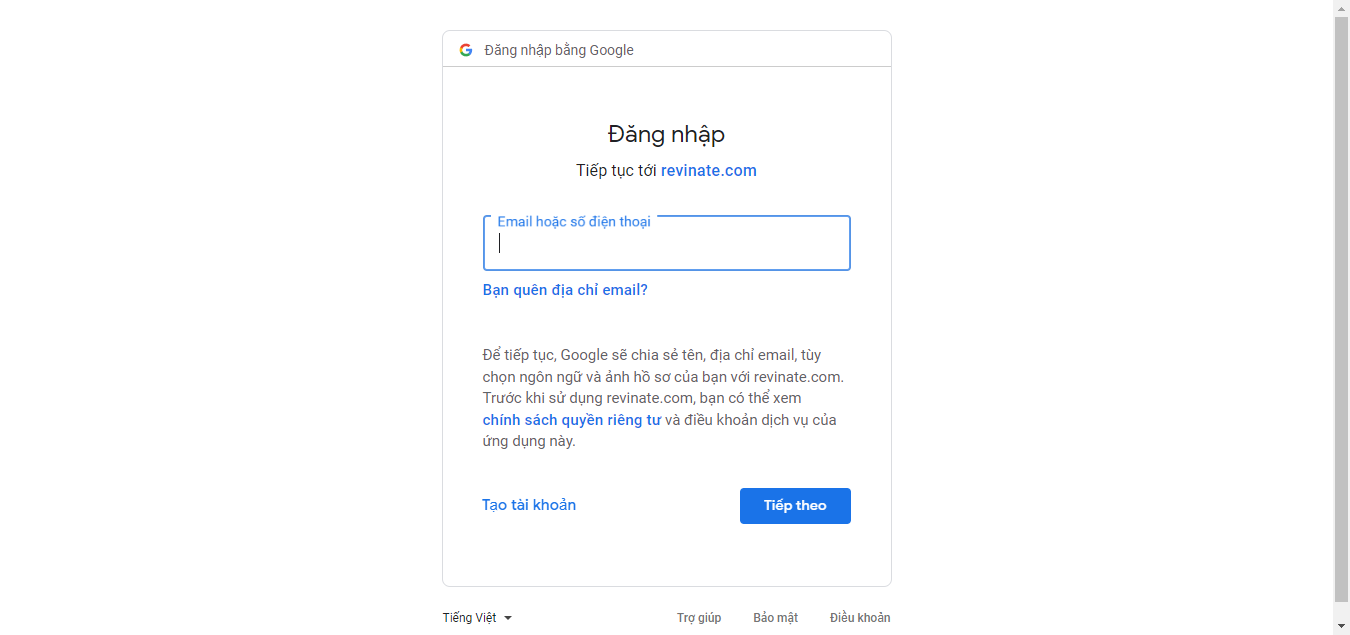 Đăng nhập bằng Google
Đăng nhập
Tiếp tục tới revinate.com
Email hoặc số điện thoại
Bạn quên địa chỉ email?
Để tiếp tục, Google sẽ chia sẻ tên, địa chỉ email, tùy
chọn ngôn ngữ và ảnh hồ sơ của bạn với revinate.com.
Trước khi sử dụng revinate.com, bạn có thể xem
chính sách quyền riêng tư và điều khoản dịch vụ của
ứng dụng này.
Tạo tài khoản Tiếp theo
Tiếng Việt Trợ giúp Bảo mật Điều khoản